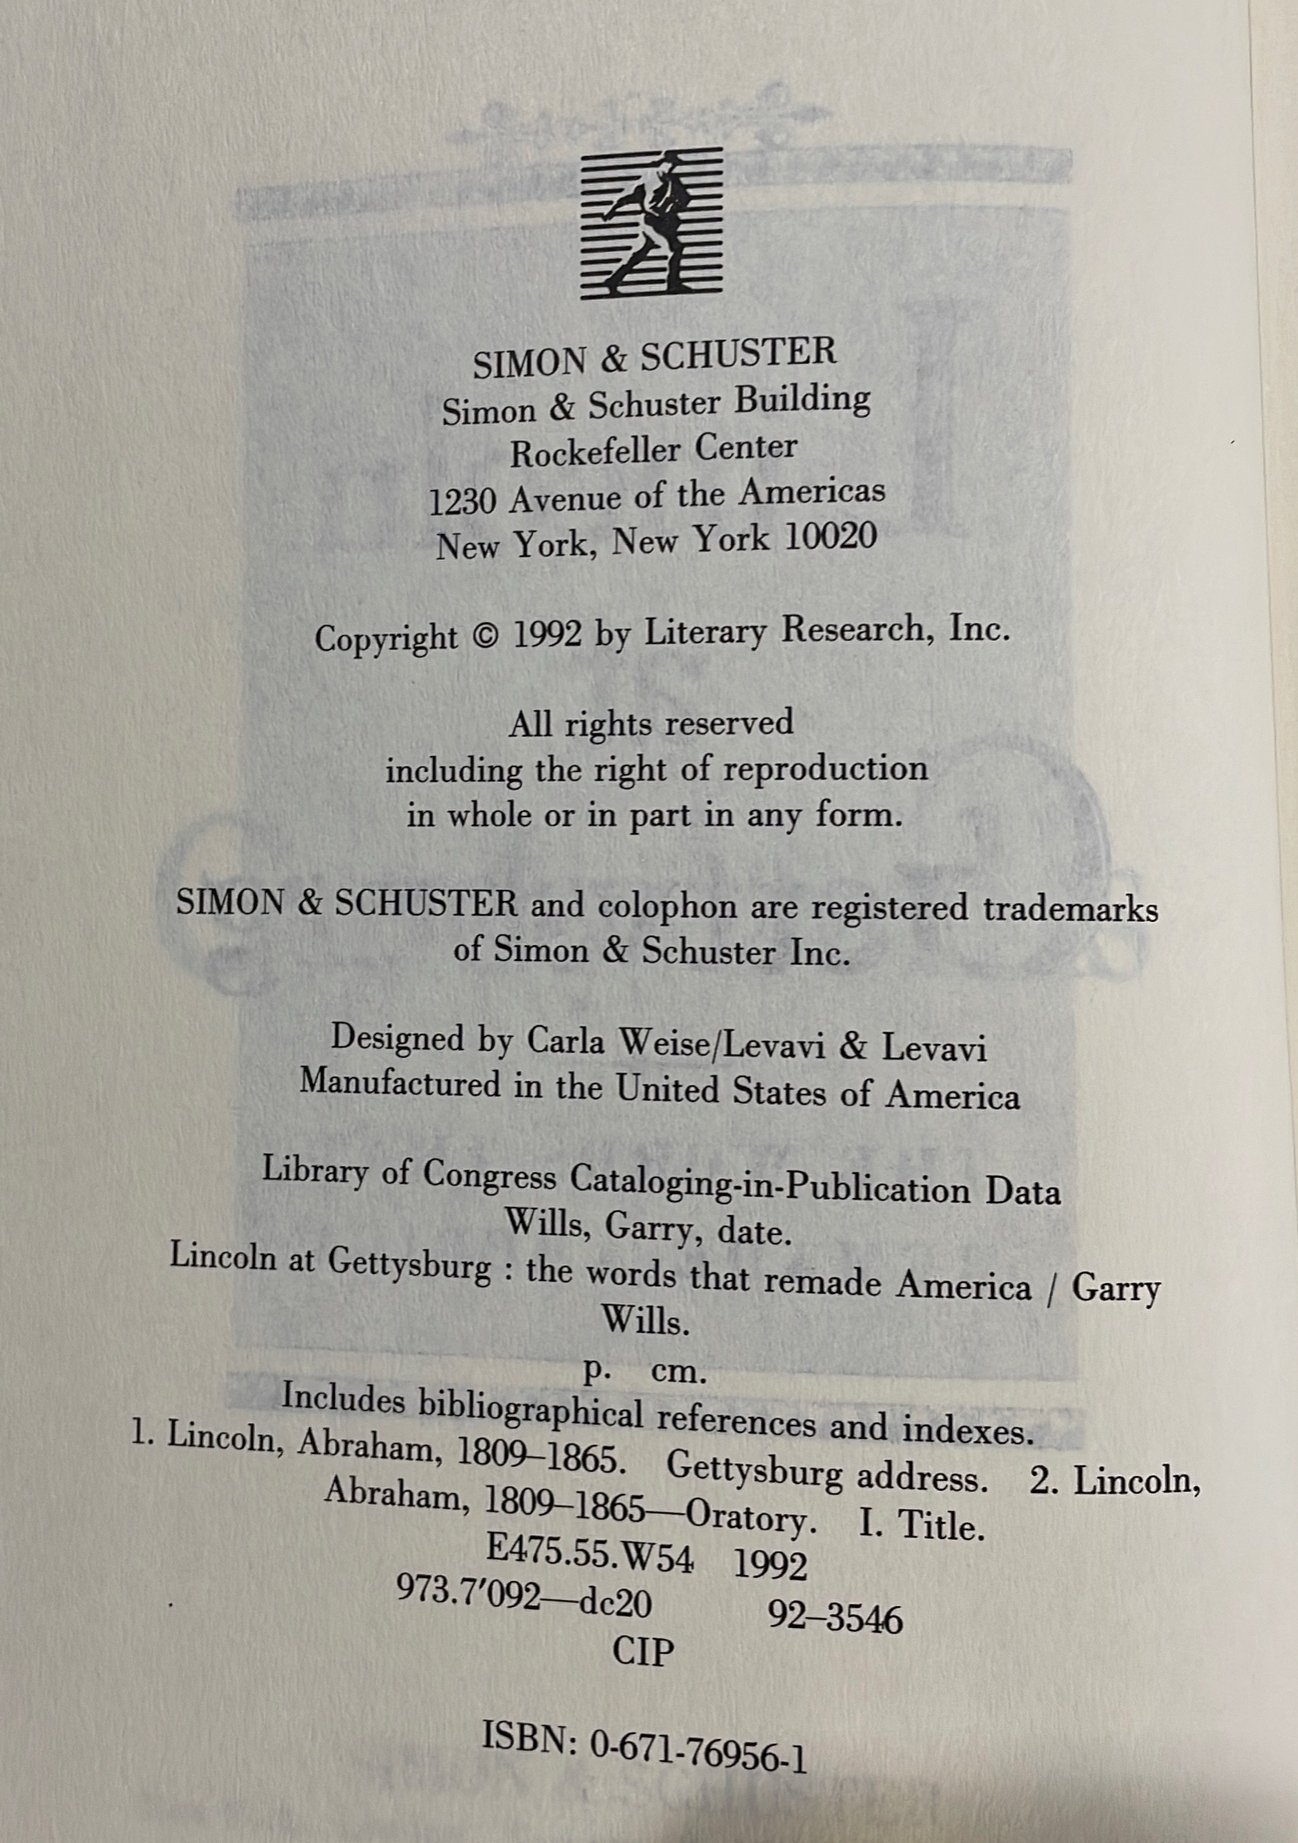 SIMON & SCHUSTER
Simon & Schuster Building
Rockefeller Center
1230 Avenue of the Americas
New York, New York 10020
Copyright © 1992 by Literary Research, Inc.
All rights reserved
including the right of reproduction
in whole or in part in any form.
SIMON & SCHUSTER and colophon are registered trademarks
of Simon & Schuster Inc.
Designed by Carla Weise/Levavi & Levavi
Manufactured in the United States of America
Library of Congress Cataloging-in-Publication Data
Wills, Garry, date.
Lincoln at Gettysburg : the words that remade America / Garry
Wills.
p. cm.
Includes bibliographical references and indexes.
1. Lincoln, Abraham, 1809–1865. Gettysburg address. 2. Lincoln,
Abraham, 1809–1865—Oratory. I. Title.
E475.55.W54 1992
973.7′092—dc20 92–3546
CIP
ISBN: 0-671-76956-1